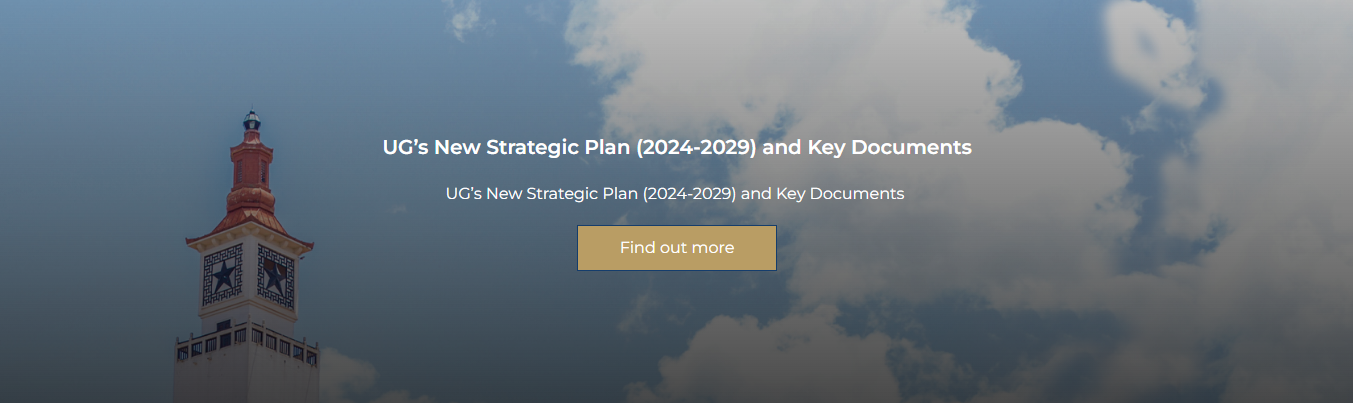 UG’s New Strategic Plan (2024-2029) and Key Documents
UG’s New Strategic Plan (2024-2029) and Key Documents
Find out more